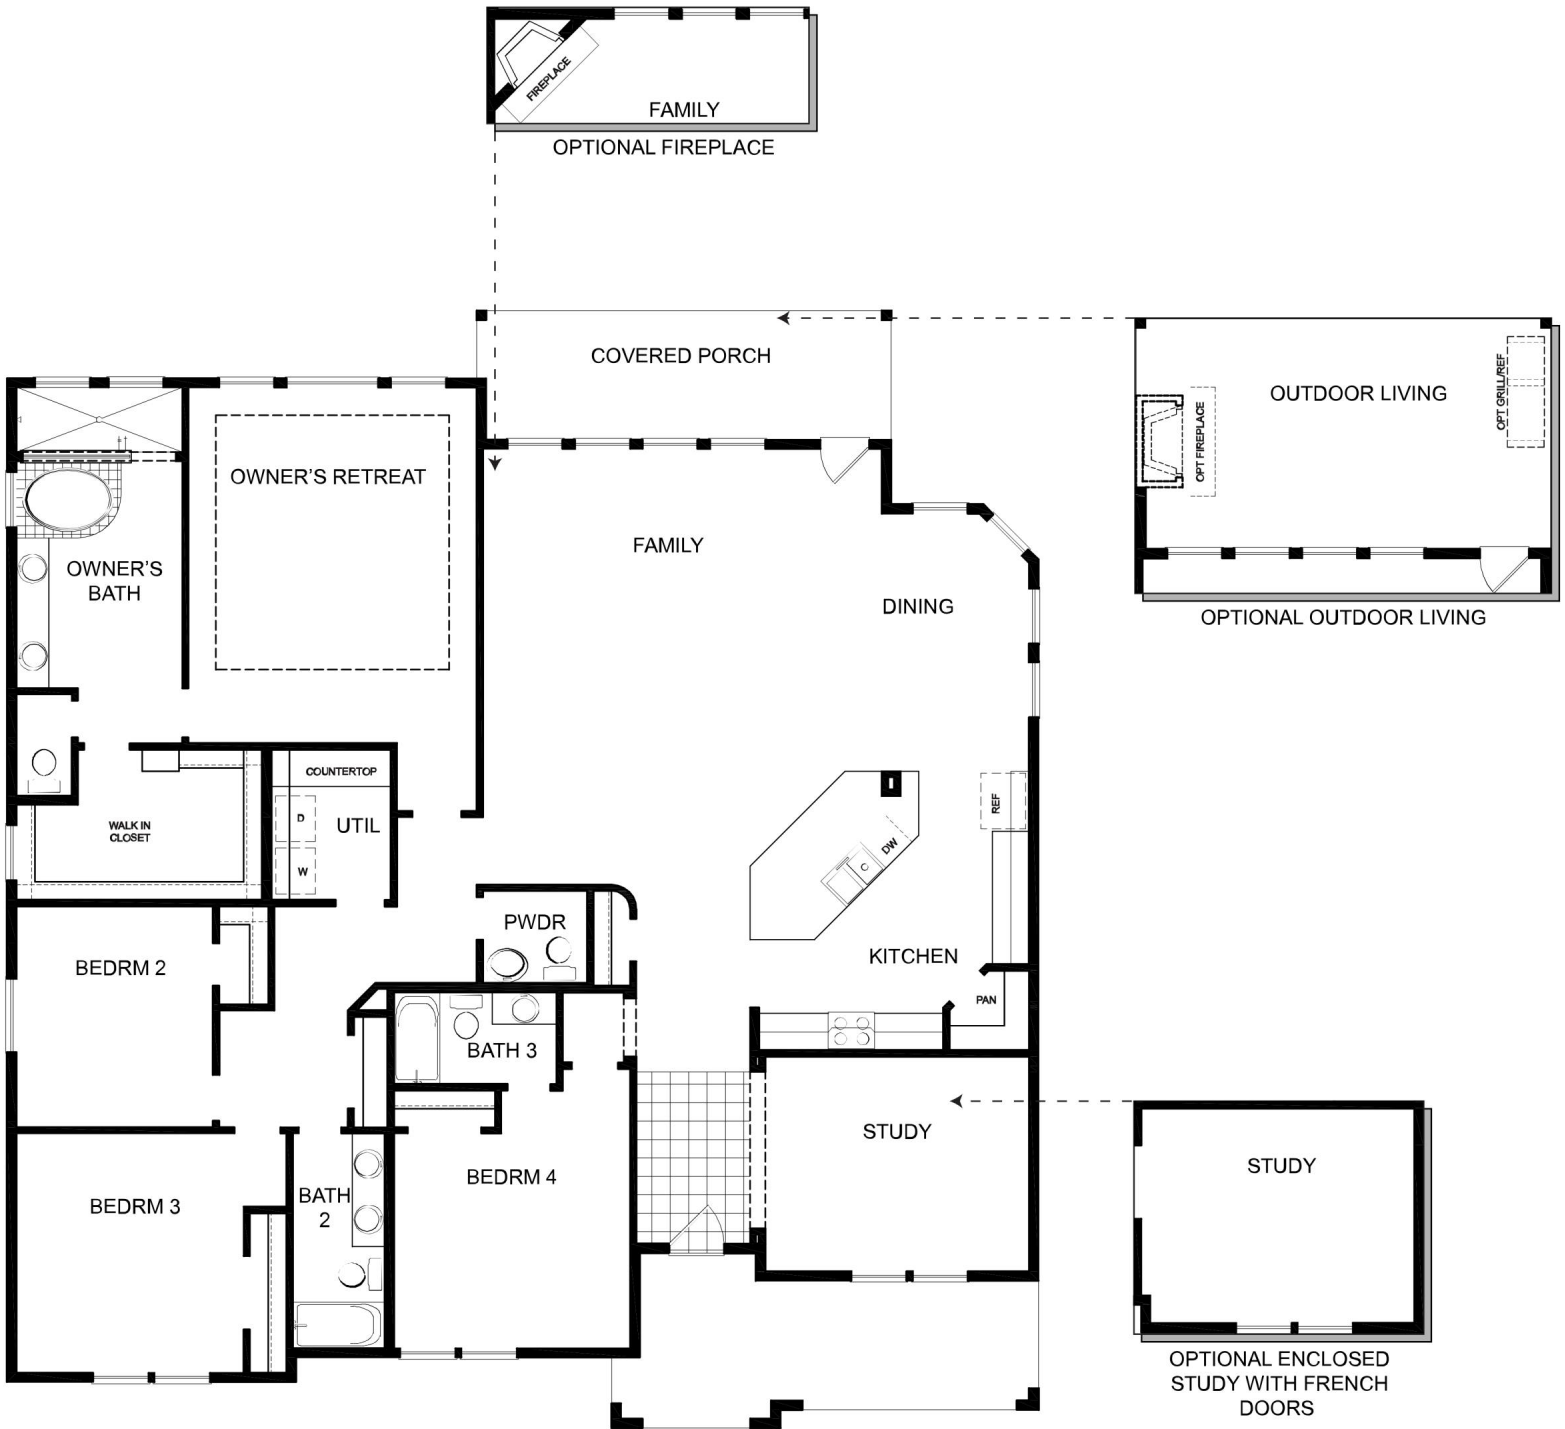 FIREPLACE
FAMILY
OPTIONAL FIREPLACE
COVERED PORCH
OUTDOOR LIVING
OPT GRILL/REF
OPT FIREPLACE
OWNER'S RETREAT
FAMILY
OWNER'S
BATH
DINING
OPTIONAL OUTDOOR LIVING
COUNTERTOP
D
UTIL
WALK IN
CLOSET
W
REF
DW
C
PWDR
KITCHEN
BEDRM 2
PAN
BATH 3
STUDY
BEDRM 4
STUDY
BEDRM 3
BATH
2
OPTIONAL ENCLOSED
STUDY WITH FRENCH
DOORS